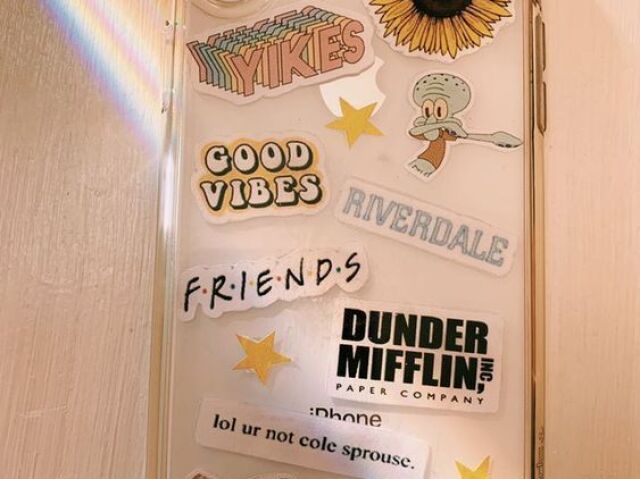 YIKES
GOOD
VIBES
RIVERDALE
F·R·I·E·N·D·S
DUNDER
MIFFLIN, INC
PAPER COMPANY
iPhone
lol ur not cole sprouse.